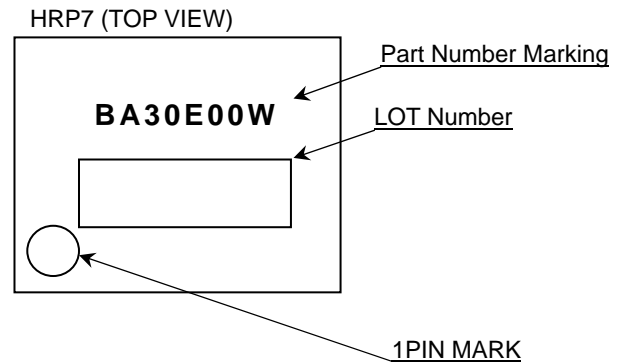 HRP7 (TOP VIEW)
Part Number Marking
BA30E00W
LOT Number
1PIN MARK